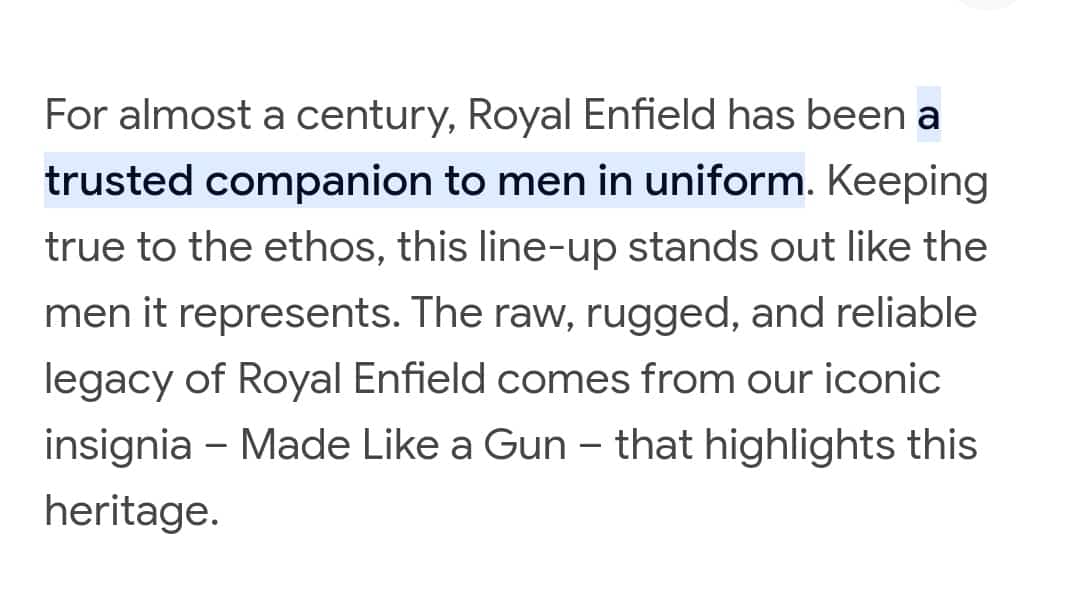 For almost a century, Royal Enfield has been a
trusted companion to men in uniform. Keeping
true to the ethos, this line-up stands out like the
men it represents. The raw, rugged, and reliable
legacy of Royal Enfield comes from our iconic
insignia – Made Like a Gun – that highlights this
heritage.